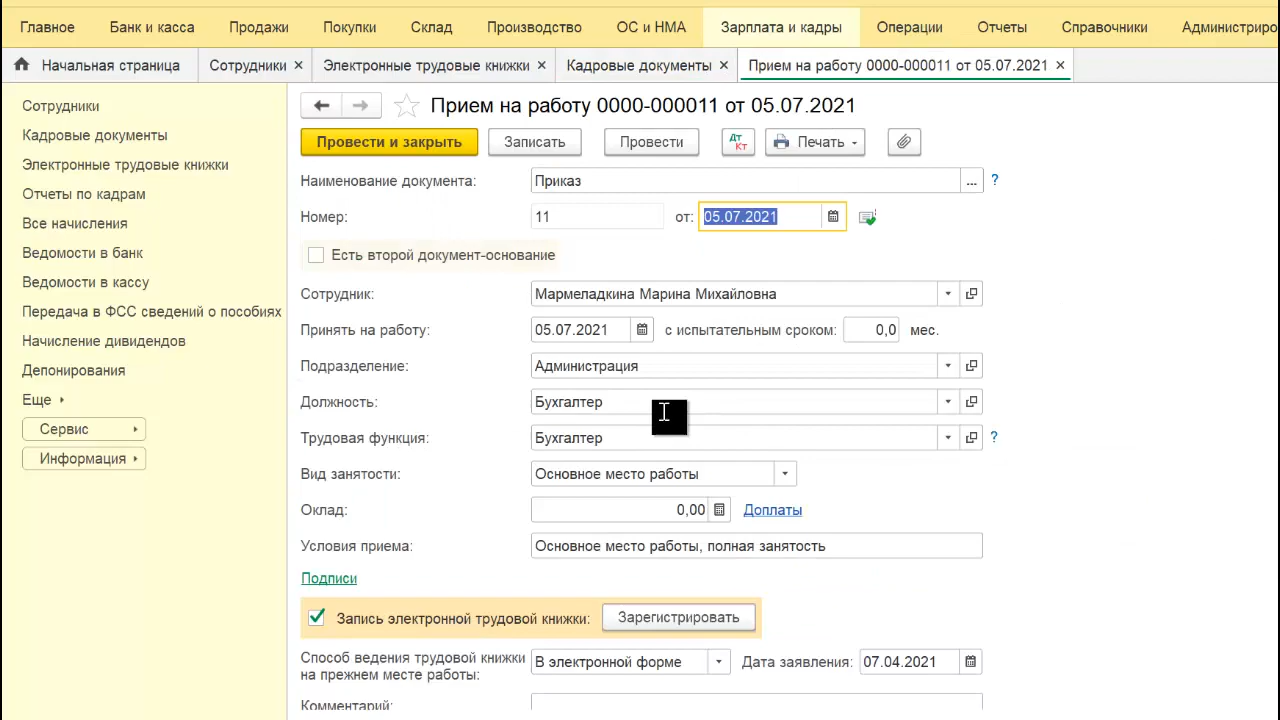 Главное Банк и касса Продажи Покупки Склад Производство ОС и НМА Зарплата и кадры Операции Отчеты Справочники Администриро
Начальная страница Сотрудники × Электронные трудовые книжки × Кадровые документы × Прием на работу 0000-000011 от 05.07.2021 ×
Сотрудники
Кадровые документы
Электронные трудовые книжки
Отчеты по кадрам
Все начисления
Ведомости в банк
Ведомости в кассу
Передача в ФСС сведений о пособиях
Начисление дивидендов
Депонирования
Еще
Сервис
Информация
Прием на работу 0000-000011 от 05.07.2021
Провести и закрыть Записать Провести Дт Кт Печать
Наименование документа: Приказ ... ?
Номер: 11 от: 05.07.2021
Есть второй документ-основание
Сотрудник: Мармеладкина Марина Михайловна
Принять на работу: 05.07.2021 с испытательным сроком: 0,0 мес.
Подразделение: Администрация
Должность: Бухгалтер
Трудовая функция: Бухгалтер ?
Вид занятости: Основное место работы
Оклад: 0,00 Доплаты
Условия приема: Основное место работы, полная занятость
Подписи
Запись электронной трудовой книжки: Зарегистрировать
Способ ведения трудовой книжки на прежнем месте работы: В электронной форме Дата заявления: 07.04.2021
Комментарий: